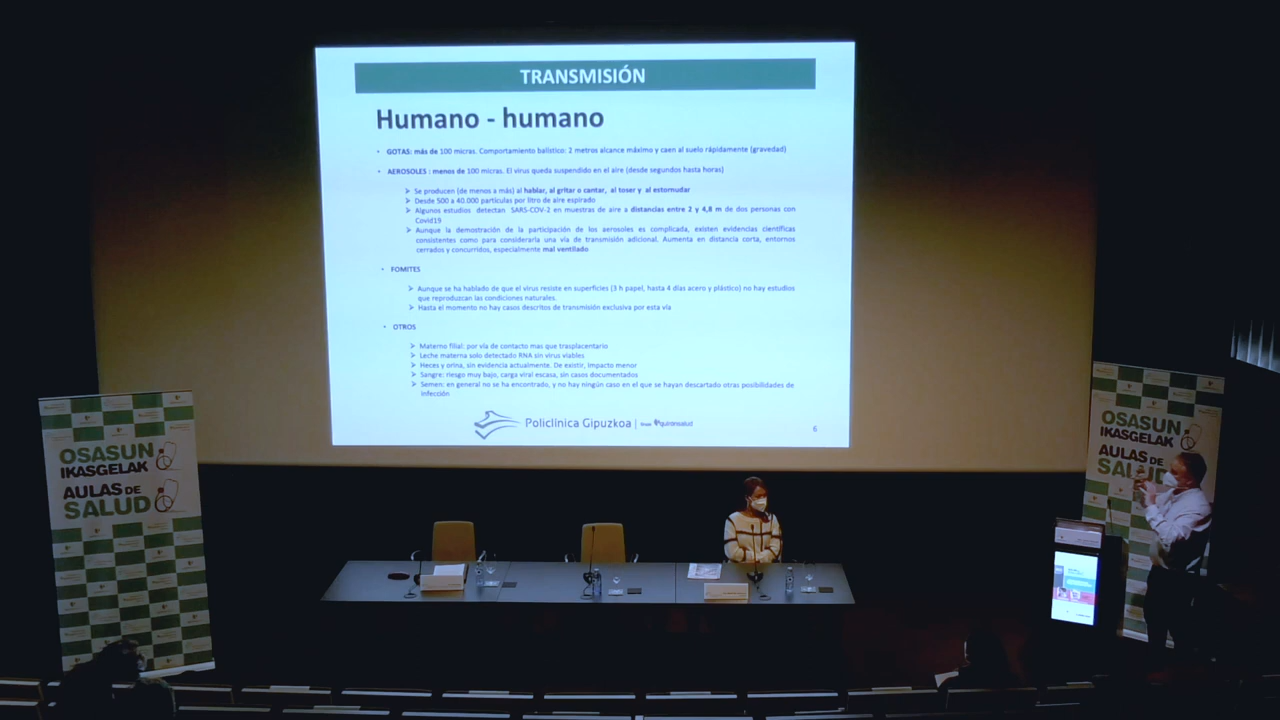 TRANSMISIÓN
Humano - humano
• GOTAS: más de 100 micras. Comportamiento balístico: 2 metros alcance máximo y caen al suelo rápidamente (gravedad)
• AEROSOLES : menos de 100 micras. El virus queda suspendido en el aire (desde segundos hasta horas)
➢ Se producen (de menos a más) al hablar, al gritar o cantar, al toser y al estornudar
➢ Desde 500 a 40.000 partículas por litro de aire espirado
➢ Algunos estudios detectan SARS-COV-2 en muestras de aire a distancias entre 2 y 4,8 m de dos personas con
Covid19
➢ Aunque la demostración de la participación de los aerosoles es complicada, existen evidencias científicas
consistentes como para considerarla una vía de transmisión adicional. Aumenta en distancia corta, entornos
cerrados y concurridos, especialmente mal ventilado
• FOMITES
➢ Aunque se ha hablado de que el virus resiste en superficies (3 h papel, hasta 4 días acero y plástico) no hay estudios
que reproduzcan las condiciones naturales.
➢ Hasta el momento no hay casos descritos de transmisión exclusiva por esta vía
• OTROS
➢ Materno filial: por vía de contacto mas que trasplacentario
➢ Leche materna solo detectado RNA sin virus viables
➢ Heces y orina, sin evidencia actualmente. De existir, impacto menor
➢ Sangre: riesgo muy bajo, carga viral escasa, sin casos documentados
➢ Semen: en general no se ha encontrado, y no hay ningún caso en el que se hayan descartado otras posibilidades de
infección
Policlínica Gipuzkoa | quirónsalud
6
OSASUN
IKASGELAK
AULAS DE
SALUD
OSASUN
IKASGELAK
AULAS DE